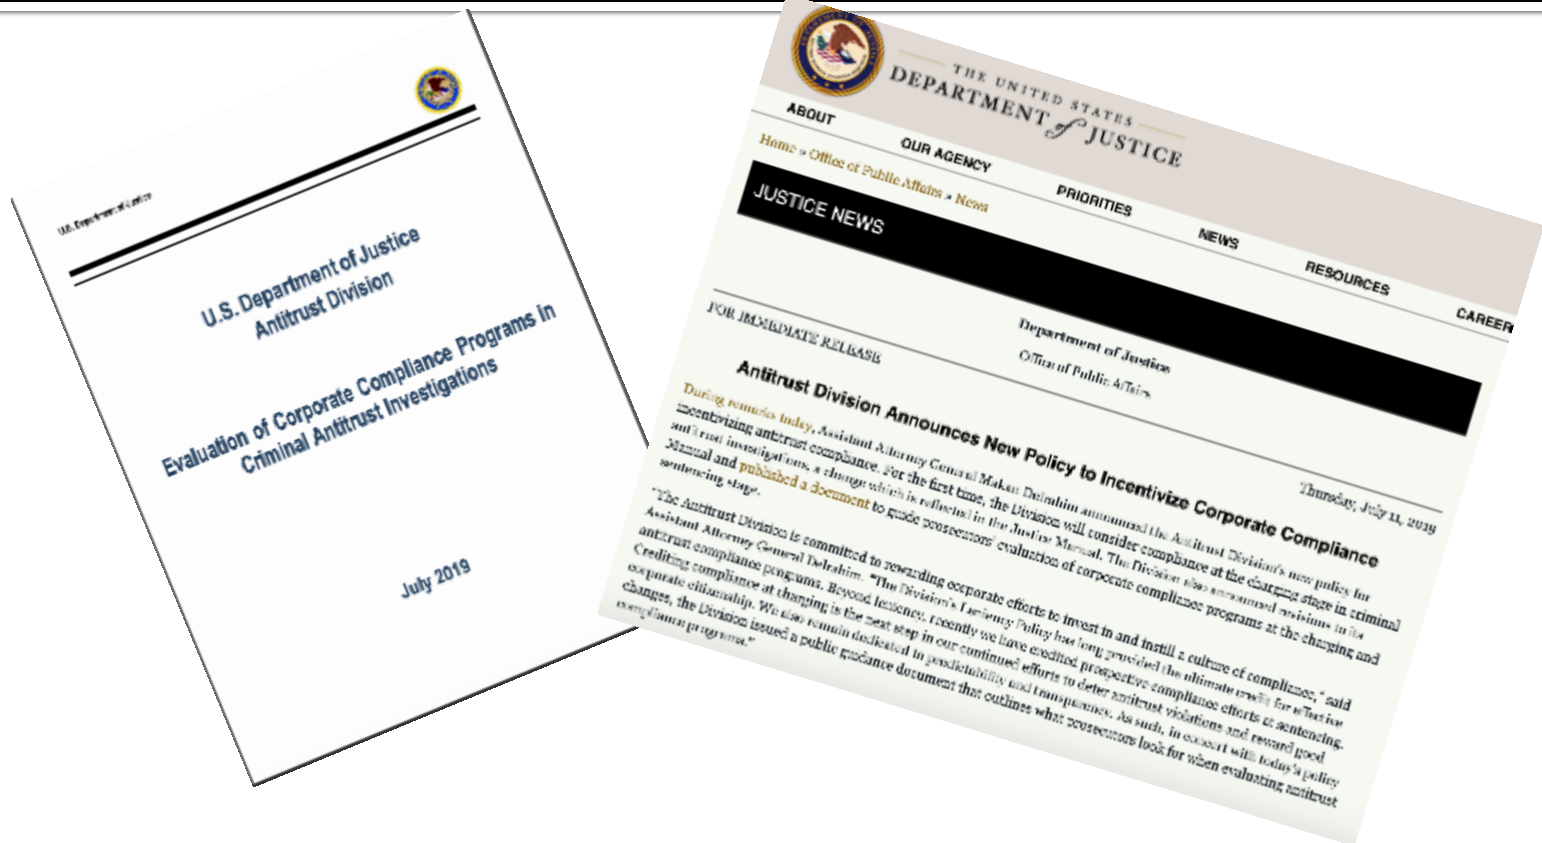 U.S. Department of Justice
U.S. Department of Justice
Antitrust Division
Evaluation of Corporate Compliance Programs in
Criminal Antitrust Investigations
July 2019
THE UNITED STATES
DEPARTMENT of JUSTICE
ABOUT
OUR AGENCY
PRIORITIES
NEWS
RESOURCES
CAREER
Home » Office of Public Affairs » News
JUSTICE NEWS
Department of Justice
Office of Public Affairs
FOR IMMEDIATE RELEASE
Thursday, July 11, 2019
Antitrust Division Announces New Policy to Incentivize Corporate Compliance
During remarks today, Assistant Attorney General Makan Delrahim announced the Antitrust Division's new policy for
incentivizing antitrust compliance. For the first time, the Division will consider compliance at the charging stage in criminal
antitrust investigations, a change which is reflected in the Justice Manual. The Division also announced revisions to its
Manual and published a document to guide prosecutors' evaluation of corporate compliance programs at the charging and
sentencing stage.
"The Antitrust Division is committed to rewarding corporate efforts to invest in and instill a culture of compliance," said
Assistant Attorney General Delrahim. "The Division's Leniency Policy has long provided the ultimate credit for effective
antitrust compliance programs. Beyond leniency, recently we have credited prospective compliance efforts at sentencing.
Crediting compliance at charging is the next step in our continued efforts to deter antitrust violations and reward good
corporate citizenship. We also remain dedicated to predictability and transparency. As such, in concert with today's policy
changes, the Division issued a public guidance document that outlines what prosecutors look for when evaluating antitrust
compliance programs."